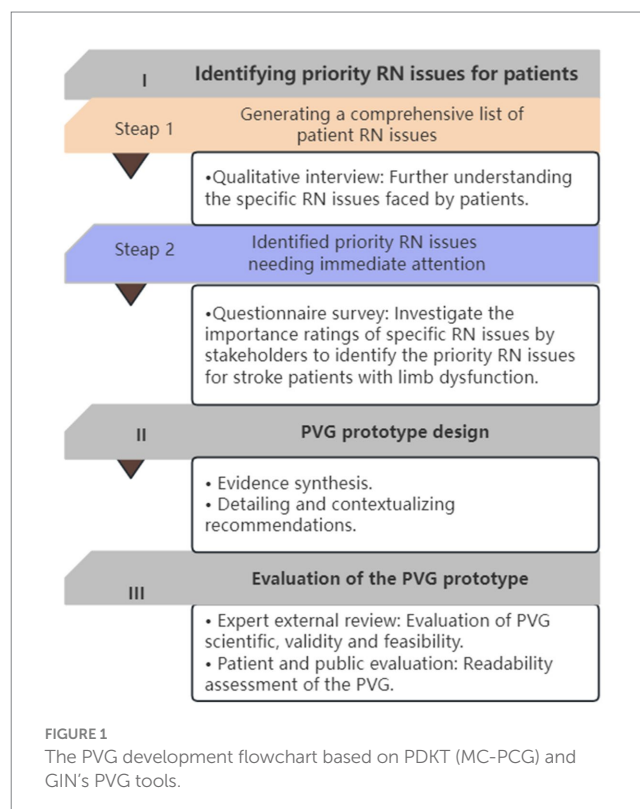 I
Identifying priority RN issues for patients
Steap 1
Generating a comprehensive list of
patient RN issues
•Qualitative interview: Further understanding
the specific RN issues faced by patients.
Steap 2
Identified priority RN issues
needing immediate attention
•Questionnaire survey: Investigate the
importance ratings of specific RN issues by
stakeholders to identify the priority RN issues
for stroke patients with limb dysfunction.
II
PVG prototype design
• Evidence synthesis.
• Detailing and contextualizing
recommendations.
III
Evaluation of the PVG prototype
• Expert external review: Evaluation of PVG
scientific, validity and feasibility.
• Patient and public evaluation: Readability
assessment of the PVG.
FIGURE 1
The PVG development flowchart based on PDKT (MC-PCG) and
GIN's PVG tools.